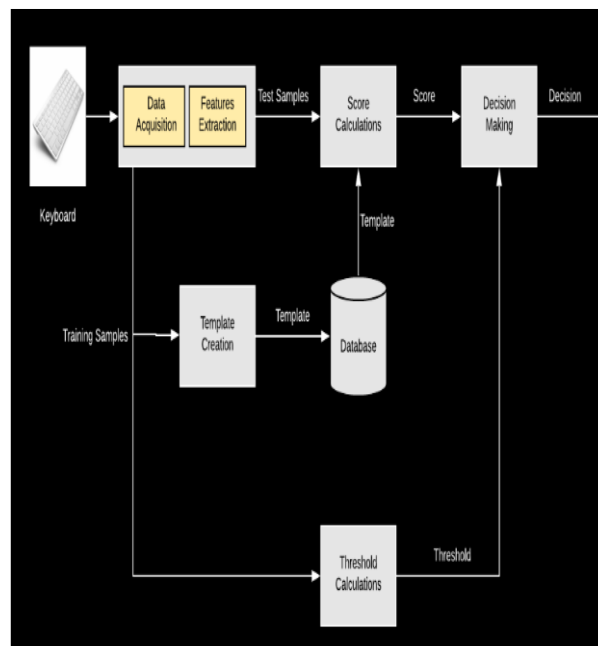 Data
Acquisition
Features
Extraction
Test Samples
Score
Calculations
Score
Decision
Making
Decision
Keyboard
Template
Training Samples
Template
Creation
Template
Database
Threshold
Calculations
Threshold